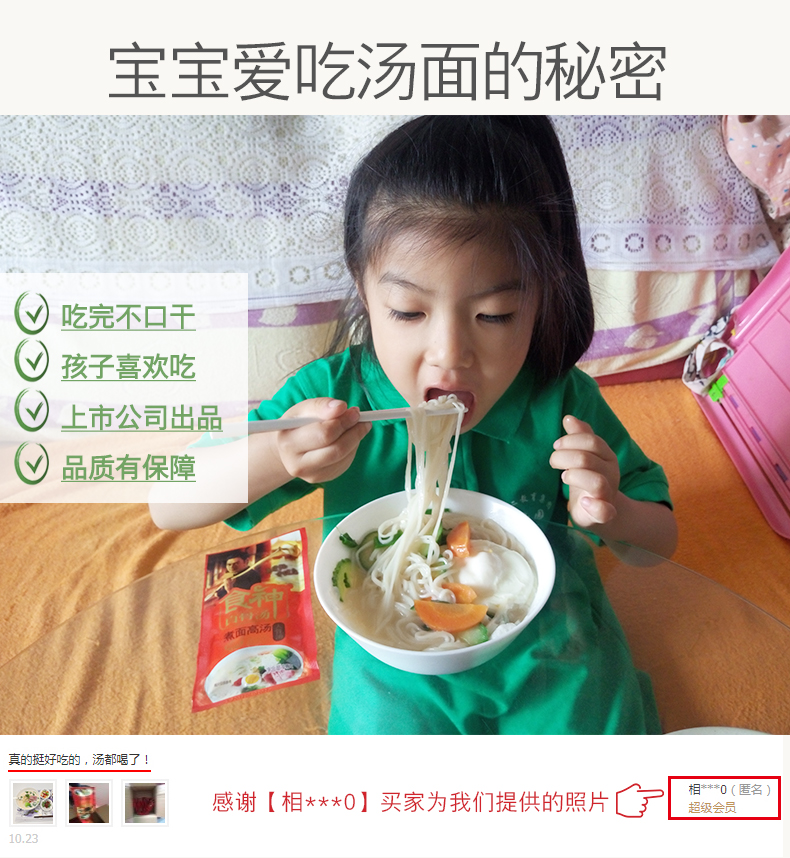 宝宝爱吃汤面的秘密
吃完不口干
孩子喜欢吃
上市公司出品
品质有保障
食神
煮面高汤
真的挺好吃的，汤都喝了！
感谢【相***0】买家为我们提供的照片
相***0（匿名）
超级会员
10.23